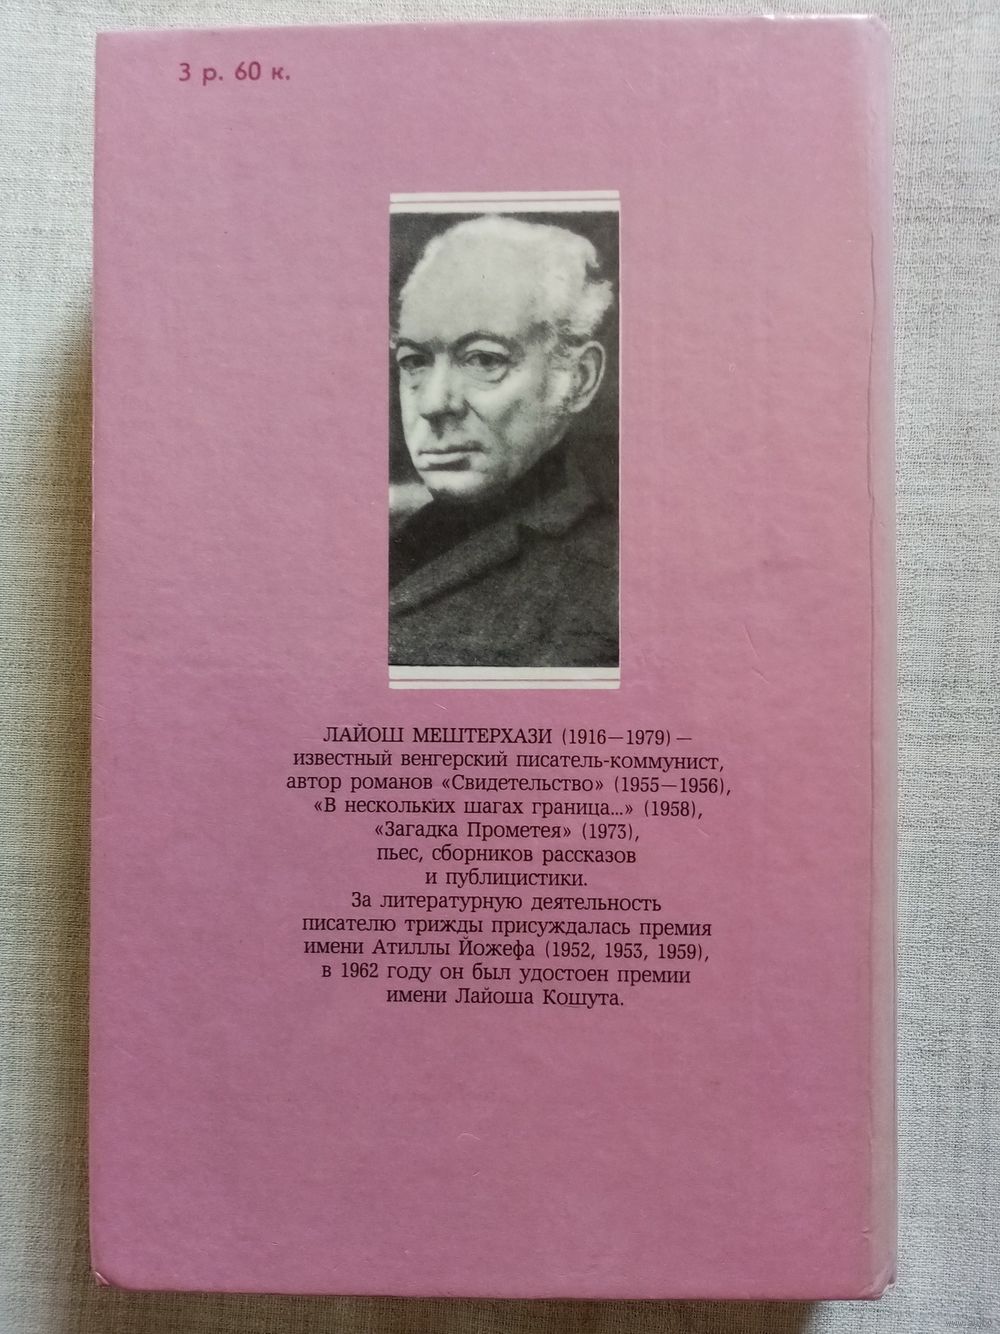 3 р. 60 к.
ЛАЙОШ МЕШТЕРХАЗИ (1916—1979) —
известный венгерский писатель-коммунист,
автор романов «Свидетельство» (1955—1956),
«В нескольких шагах граница...» (1958),
«Загадка Прометея» (1973),
пьес, сборников рассказов
и публицистики.
За литературную деятельность
писателю трижды присуждалась премия
имени Атиллы Йожефа (1952, 1953, 1959),
в 1962 году он был удостоен премии
имени Лайоша Кошута.